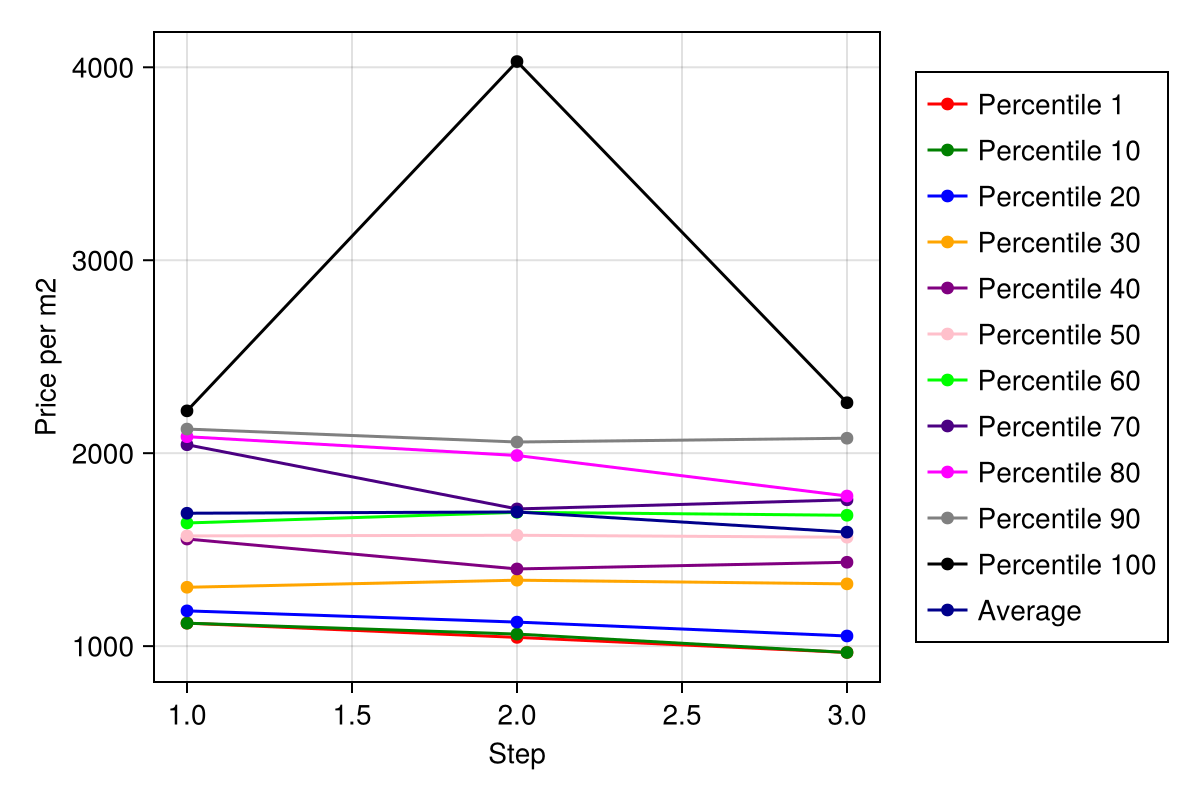 4000
3000
2000
1000
Price per m2
1.0 1.5 2.0 2.5 3.0
Step
Percentile 1
Percentile 10
Percentile 20
Percentile 30
Percentile 40
Percentile 50
Percentile 60
Percentile 70
Percentile 80
Percentile 90
Percentile 100
Average